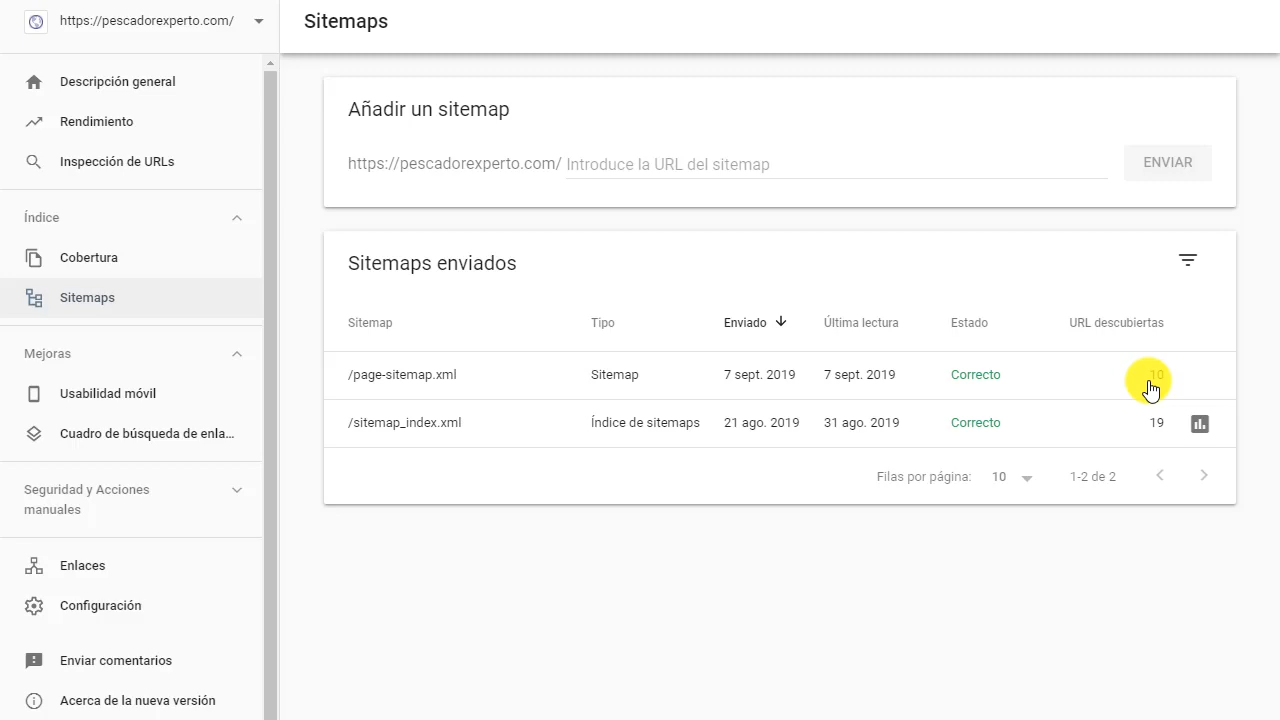 https://pescadorexperto.com/
Sitemaps
Descripción general
Rendimiento
Inspección de URLs
Índice
Cobertura
Sitemaps
Mejoras
Usabilidad móvil
Cuadro de búsqueda de enla...
Seguridad y Acciones
manuales
Enlaces
Configuración
Enviar comentarios
Acerca de la nueva versión
Añadir un sitemap
https://pescadorexperto.com/ Introduce la URL del sitemap ENVIAR
Sitemaps enviados
Sitemap Tipo Enviado Última lectura Estado URL descubiertas
/page-sitemap.xml Sitemap 7 sept. 2019 7 sept. 2019 Correcto 10
/sitemap_index.xml Índice de sitemaps 21 ago. 2019 31 ago. 2019 Correcto 19
Filas por página: 10 1-2 de 2